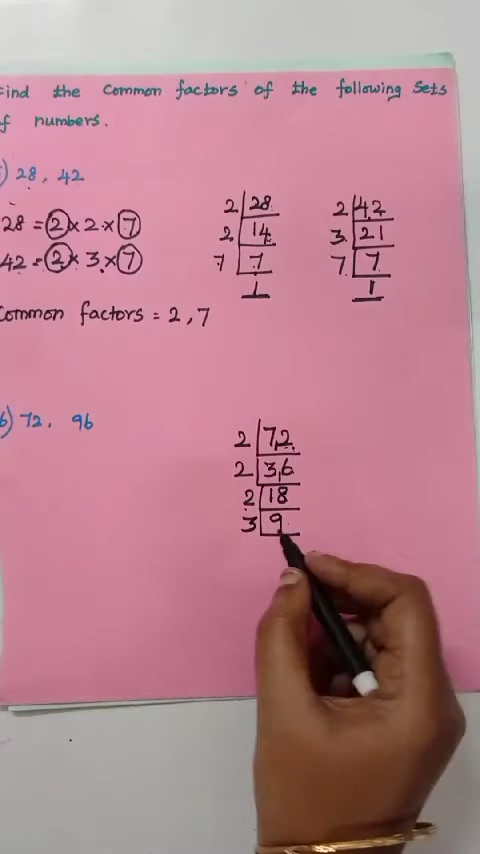 ind the common factors of the following sets
f numbers.
) 28, 42
28 = 2 × 2 × 7
42 = 2 × 3 × 7
2 28
2 14
7 7
1
2 42
3 21
7 7
1
ommon factors = 2, 7
b) 72, 96
2 72
2 36
2 18
3 9